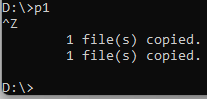 D:\>p1
^Z
        1 file(s) copied.
        1 file(s) copied.
D:\>